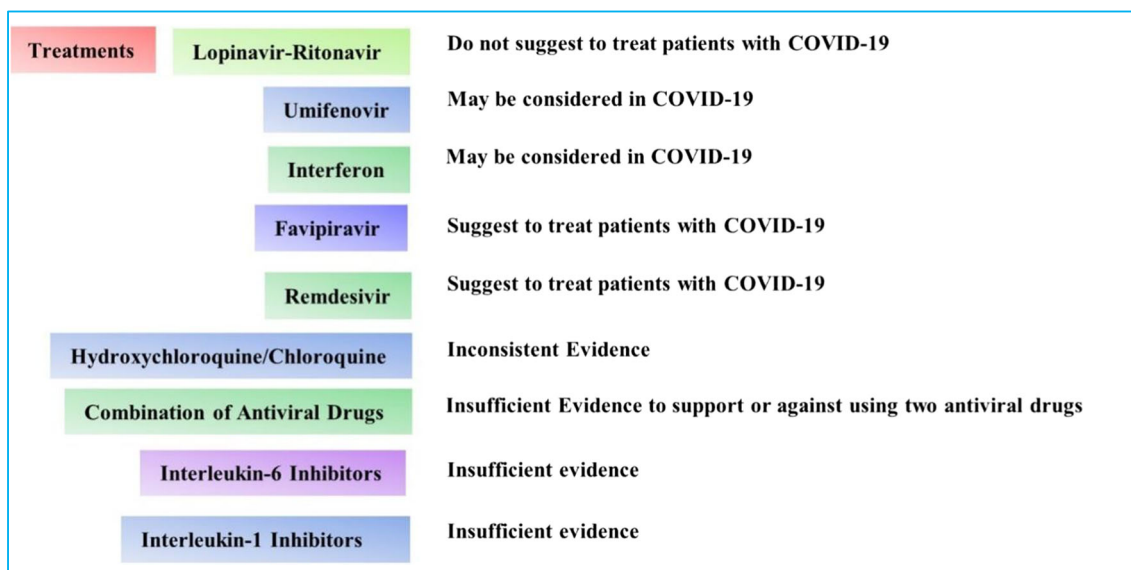 Treatments
Lopinavir-Ritonavir
Do not suggest to treat patients with COVID-19
Umifenovir
May be considered in COVID-19
Interferon
May be considered in COVID-19
Favipiravir
Suggest to treat patients with COVID-19
Remdesivir
Suggest to treat patients with COVID-19
Hydroxychloroquine/Chloroquine
Inconsistent Evidence
Combination of Antiviral Drugs
Insufficient Evidence to support or against using two antiviral drugs
Interleukin-6 Inhibitors
Insufficient evidence
Interleukin-1 Inhibitors
Insufficient evidence